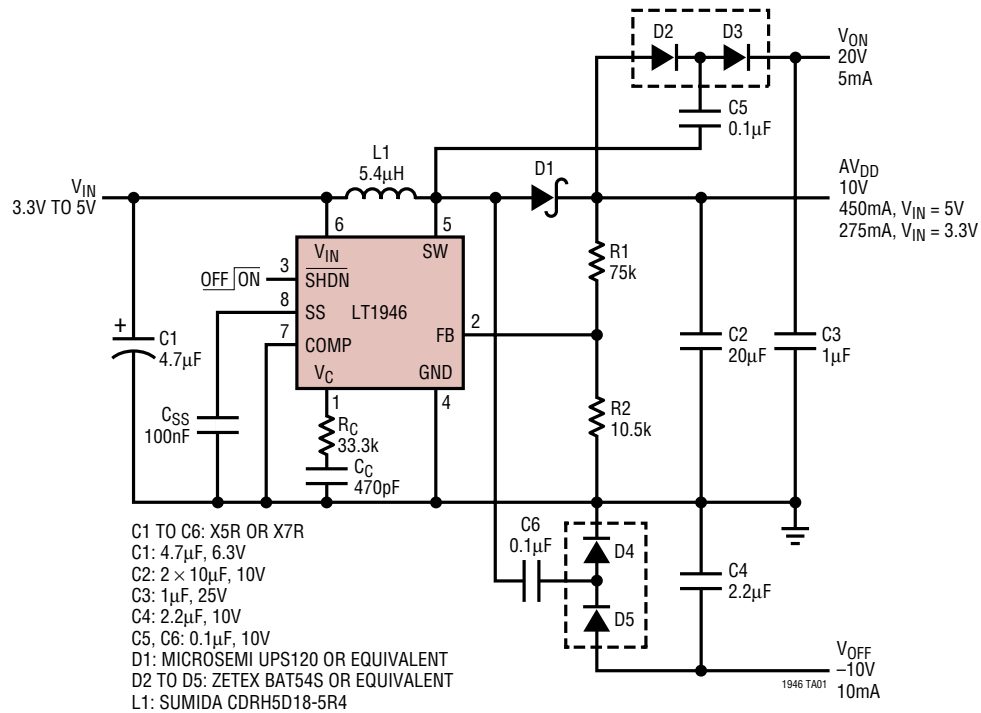 D2
D3
VON
20V
5mA
C5
0.1µF
L1
5.4µH
D1
AVDD
10V
450mA, VIN = 5V
275mA, VIN = 3.3V
VIN
3.3V TO 5V
6
5
VIN
SW
3
SHDN
OFF ON
8
SS
LT1946
R1
75k
7
COMP
FB
2
VC
GND
1
4
+
C1
4.7µF
C2
20µF
C3
1µF
CSS
100nF
RC
33.3k
CC
470pF
R2
10.5k
C6
0.1µF
D4
D5
C4
2.2µF
VOFF
–10V
10mA
C1 TO C6: X5R OR X7R
C1: 4.7µF, 6.3V
C2: 2 × 10µF, 10V
C3: 1µF, 25V
C4: 2.2µF, 10V
C5, C6: 0.1µF, 10V
D1: MICROSEMI UPS120 OR EQUIVALENT
D2 TO D5: ZETEX BAT54S OR EQUIVALENT
L1: SUMIDA CDRH5D18-5R4
1946 TA01